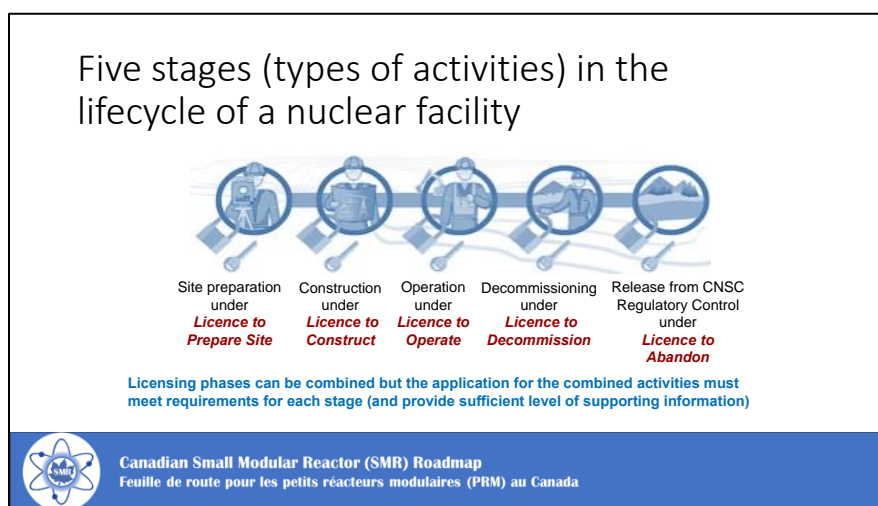 Five stages (types of activities) in the
lifecycle of a nuclear facility
Site preparation
under
Licence to
Prepare Site
Construction
under
Licence to
Construct
Operation
under
Licence to
Operate
Decommissioning
under
Licence to
Decommission
Release from CNSC
Regulatory Control
under
Licence to
Abandon
Licensing phases can be combined but the application for the combined activities must
meet requirements for each stage (and provide sufficient level of supporting information)
SMR
Canadian Small Modular Reactor (SMR) Roadmap
Feuille de route pour les petits réacteurs modulaires (PRM) au Canada